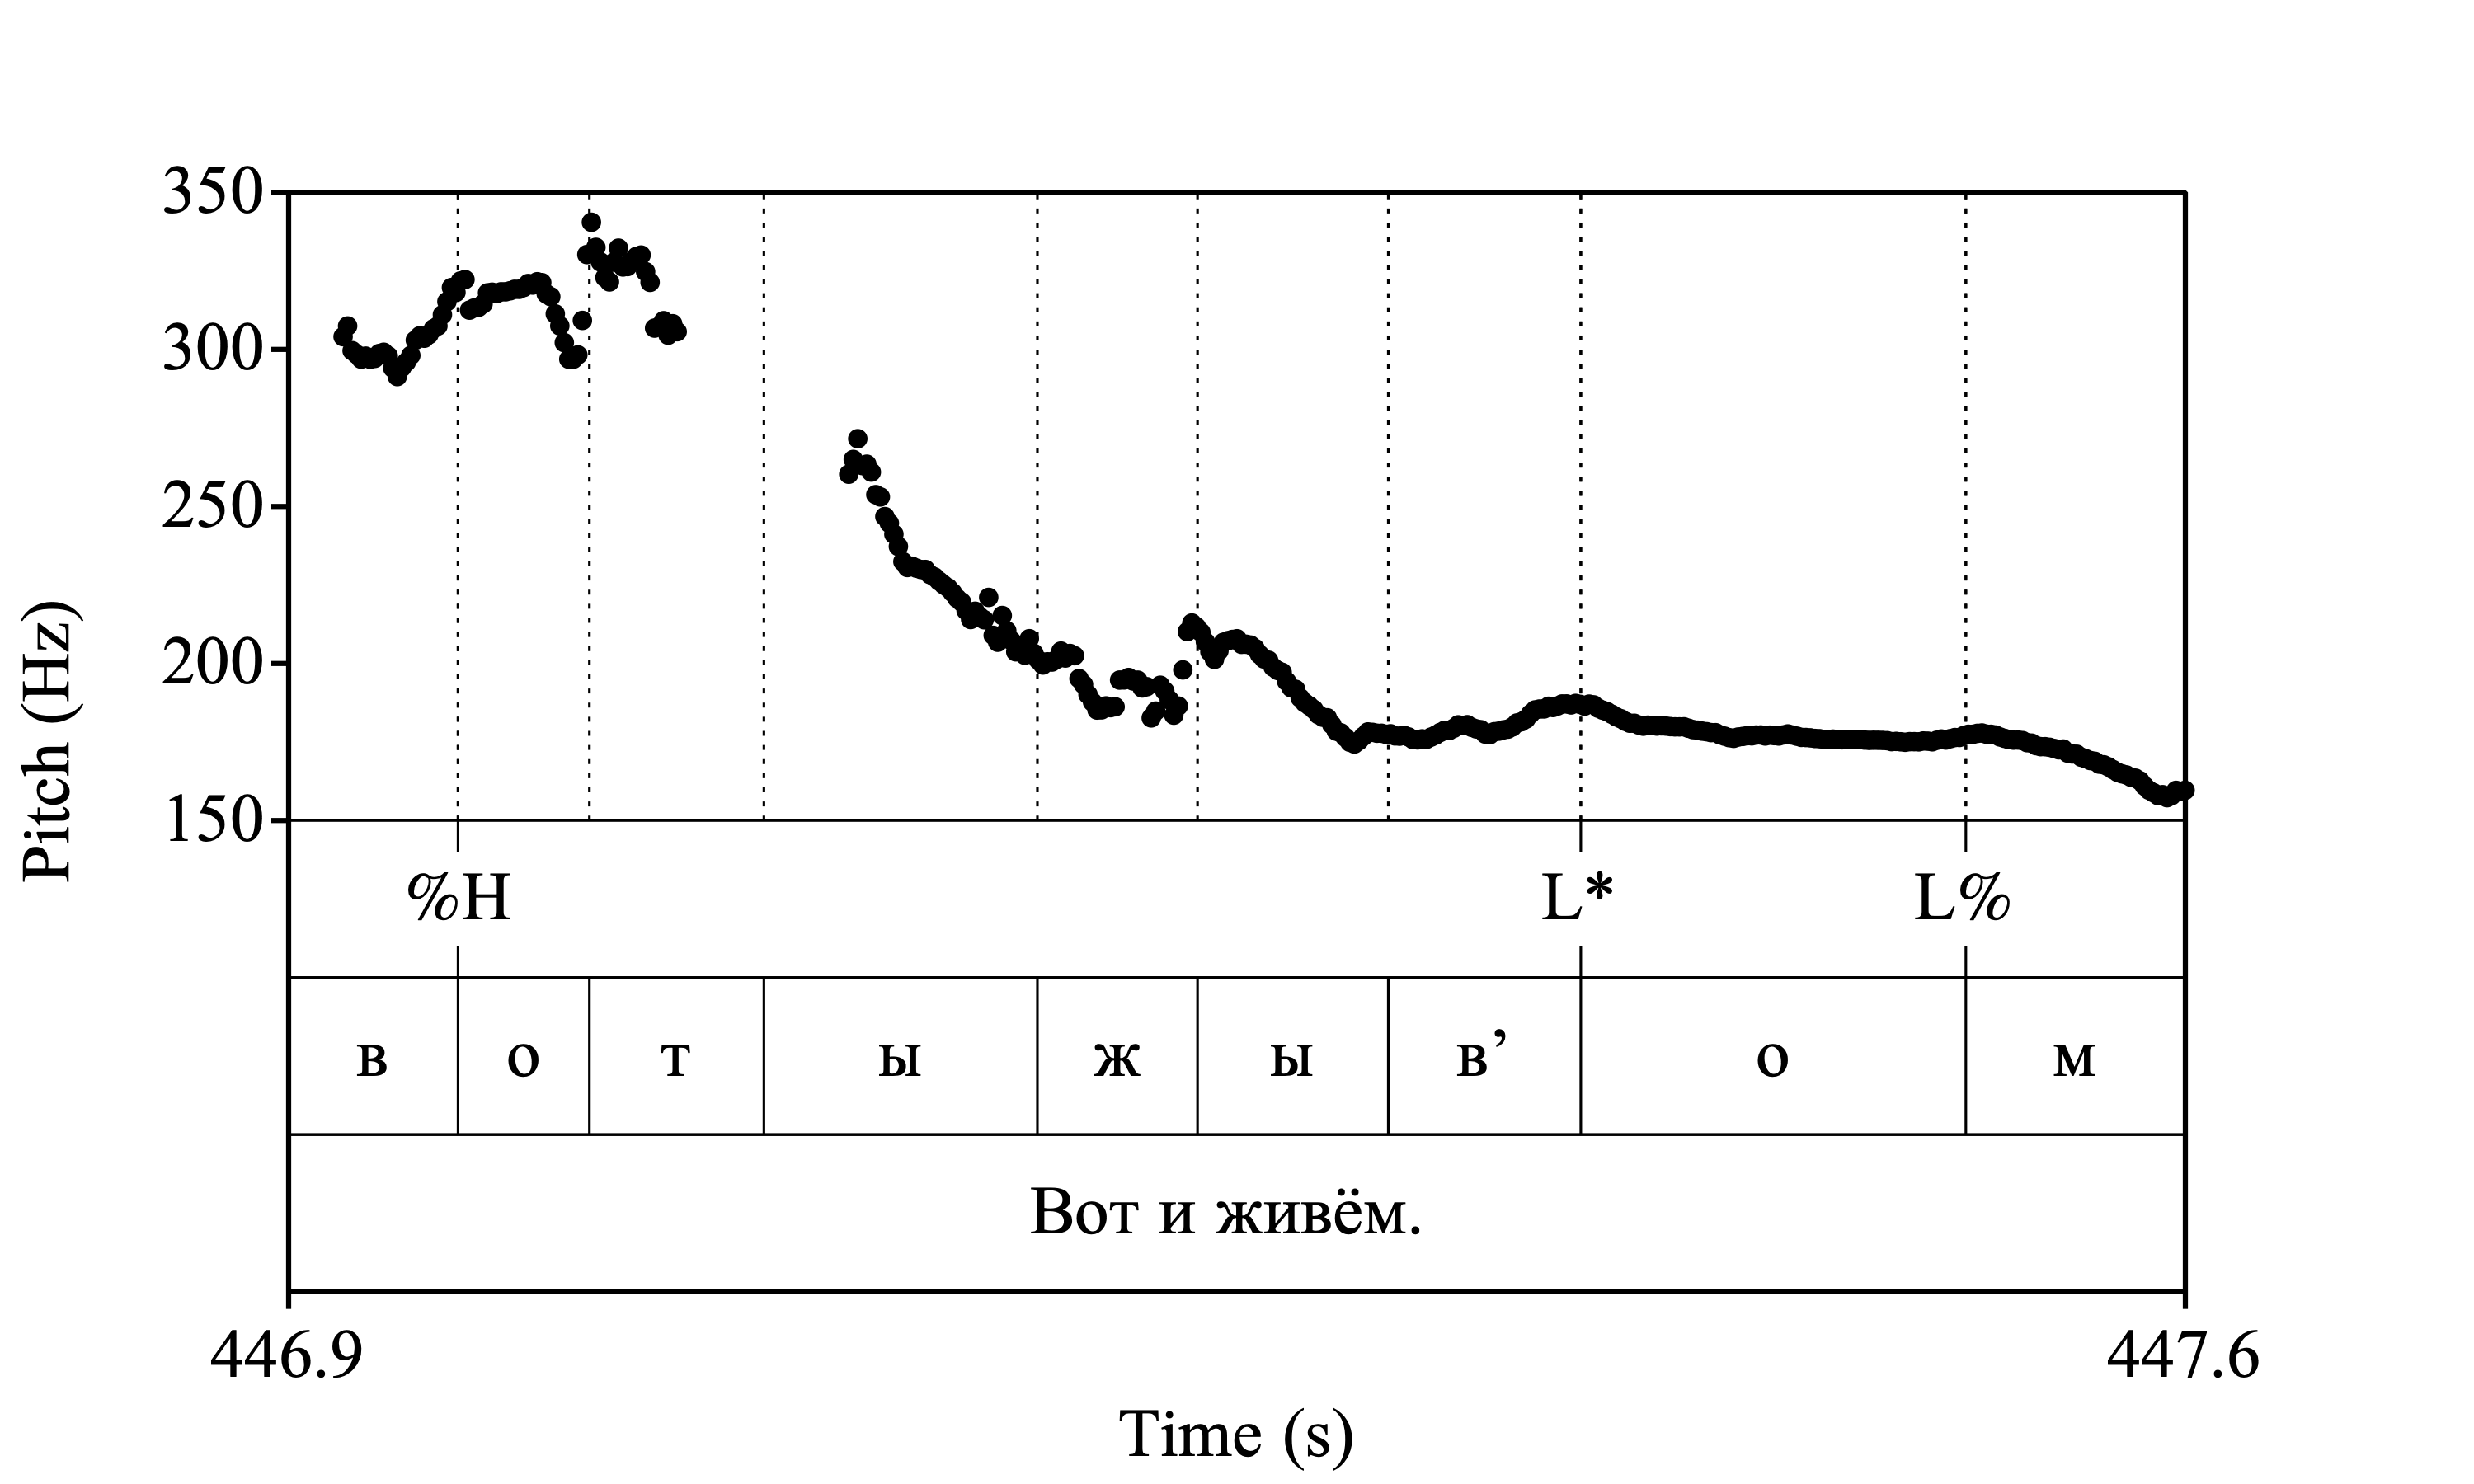 350
300
250
200
150
Pitch (Hz)
%H L* L%
в о т ы ж ы в’ о м
Вот и живём.
446.9 447.6
Time (s)